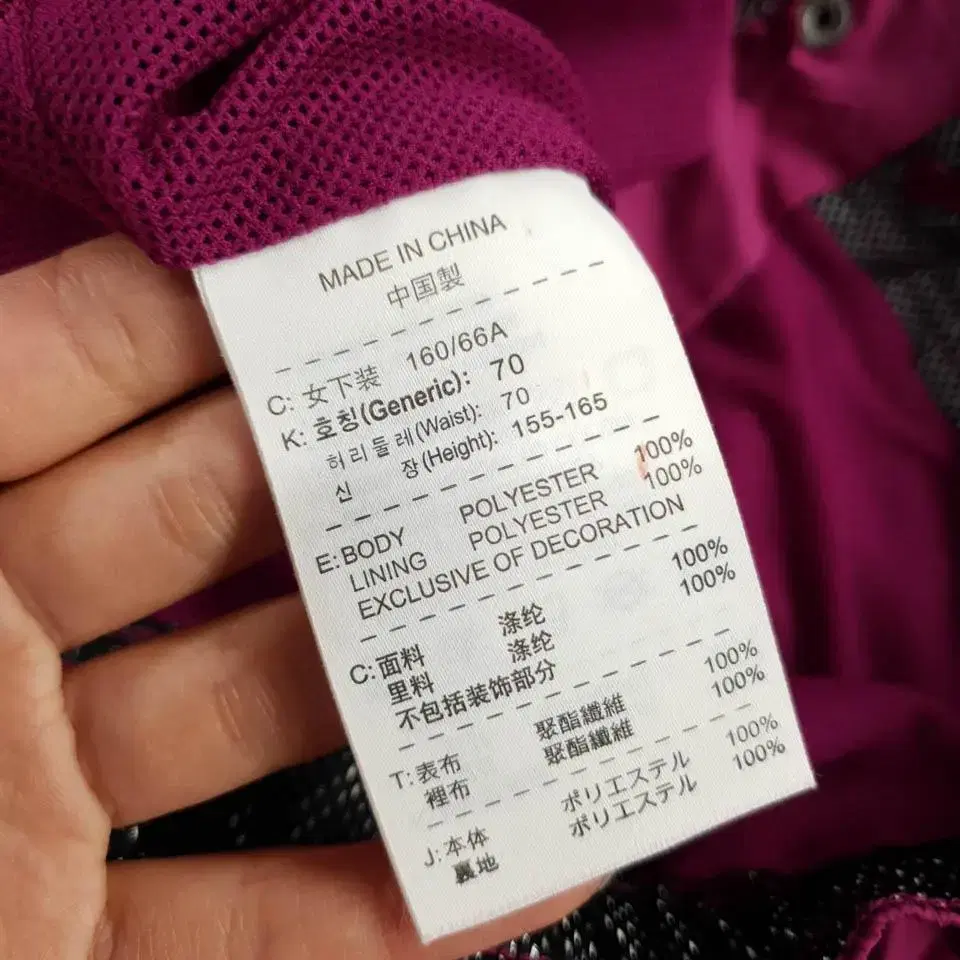 MADE IN CHINA
中国製
C: 女下装 160/66A
K: 호칭(Generic): 70
허리둘레(Waist): 70
신 장(Height): 155-165
E: BODY POLYESTER 100%
LINING POLYESTER 100%
EXCLUSIVE OF DECORATION
C: 面料 涤纶 100%
里料 涤纶 100%
不包括装饰部分
T: 表布 聚酯纖維 100%
裡布 聚酯纖維 100%
J: 本体 ポリエステル 100%
裏地 ポリエステル 100%